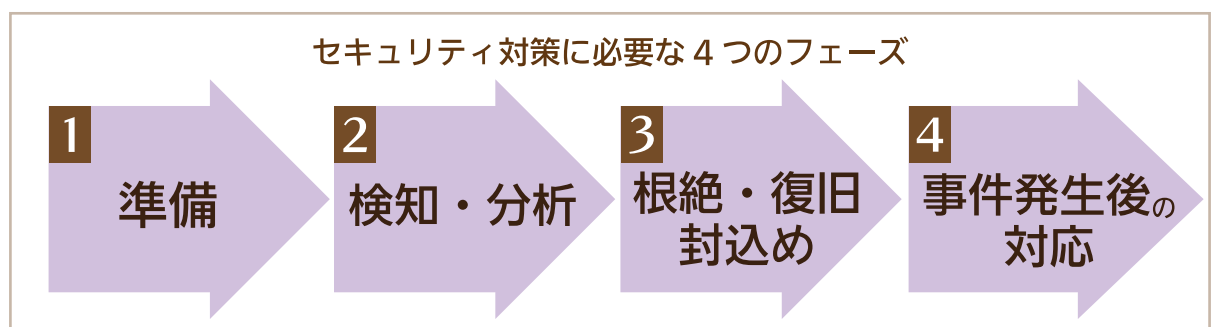 セキュリティ対策に必要な4つのフェーズ
1
準備
2
検知・分析
3
根絶・復旧
封込め
4
事件発生後の
対応